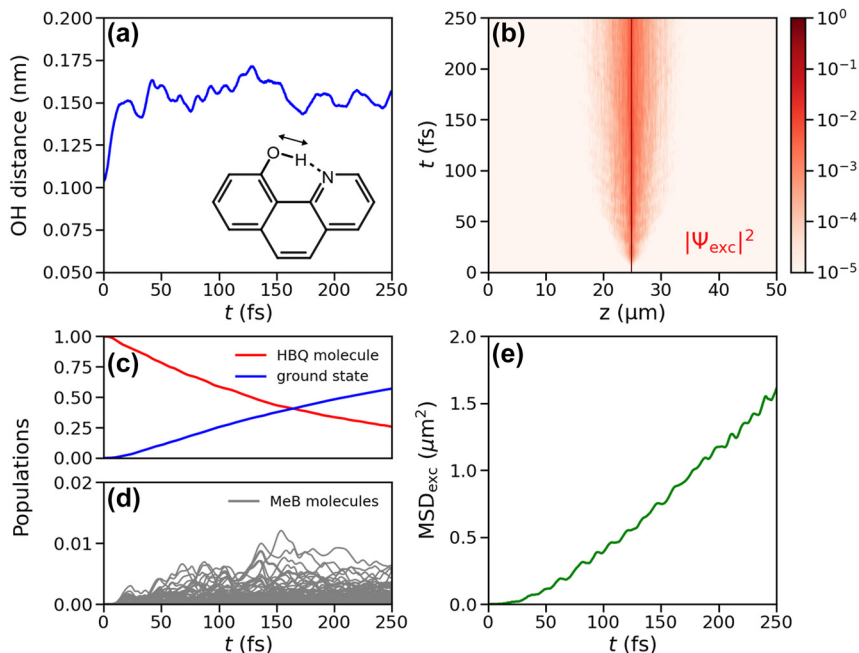 (a)
0.200
0.175
0.150
0.125
0.100
0.075
0.050
OH distance (nm)
O H
N
0 50 100 150 200 250
t (fs)
(b)
250
200
150
100
50
0
t (fs)
|Ψexc|²
0 10 20 30 40 50
z (μm)
10⁰
10⁻¹
10⁻²
10⁻³
10⁻⁴
10⁻⁵
(c)
1.00
0.75
0.50
0.25
0.00
HBQ molecule
ground state
Populations
(d)
0.02
0.01
0.00
MeB molecules
0 50 100 150 200 250
t (fs)
(e)
2.0
1.5
1.0
0.5
0.0
MSDexc (μm²)
0 50 100 150 200 250
t (fs)